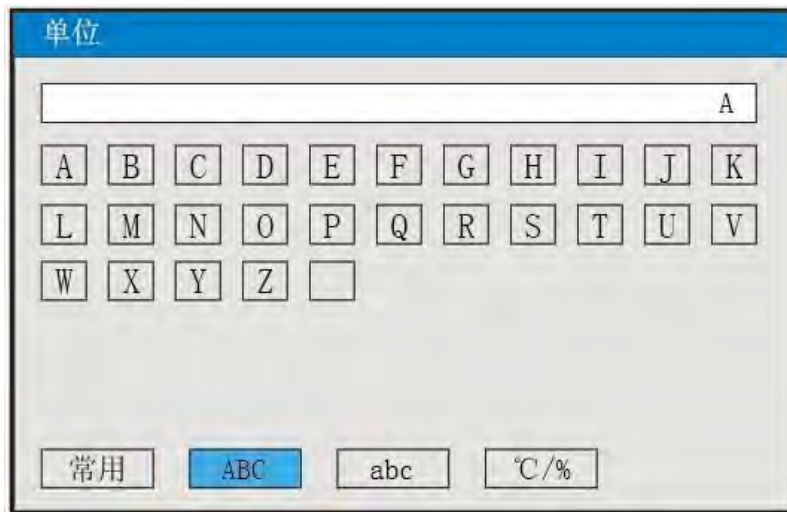 单位
A
A B C D E F G H I J K
L M N O P Q R S T U V
W X Y Z
常用 ABC abc ℃/%